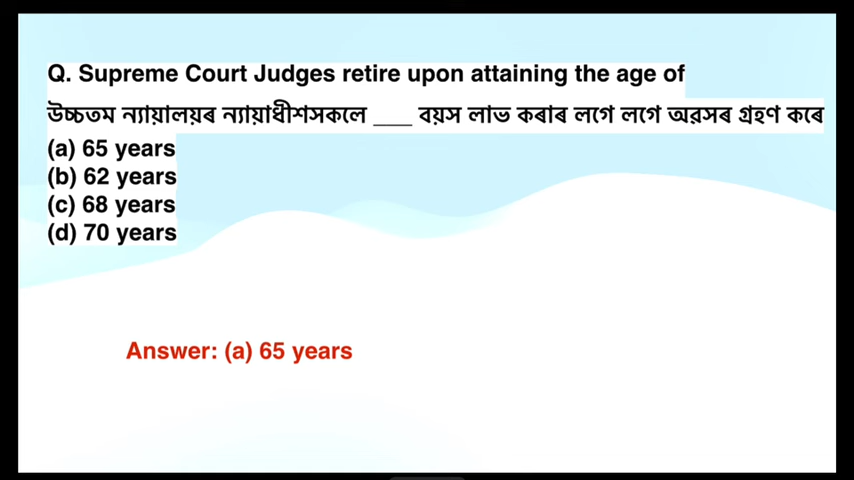 Q. Supreme Court Judges retire upon attaining the age of
উচ্চতম ন্যায়ালয়ৰ ন্যায়াধীশসকলে ___ বয়স লাভ কৰাৰ লগে লগে অৱসৰ গ্ৰহণ কৰে
(a) 65 years
(b) 62 years
(c) 68 years
(d) 70 years
Answer: (a) 65 years